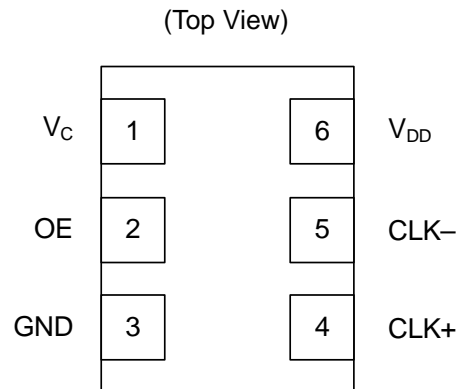 (Top View)
V_C 1 6 V_DD
OE 2 5 CLK–
GND 3 4 CLK+